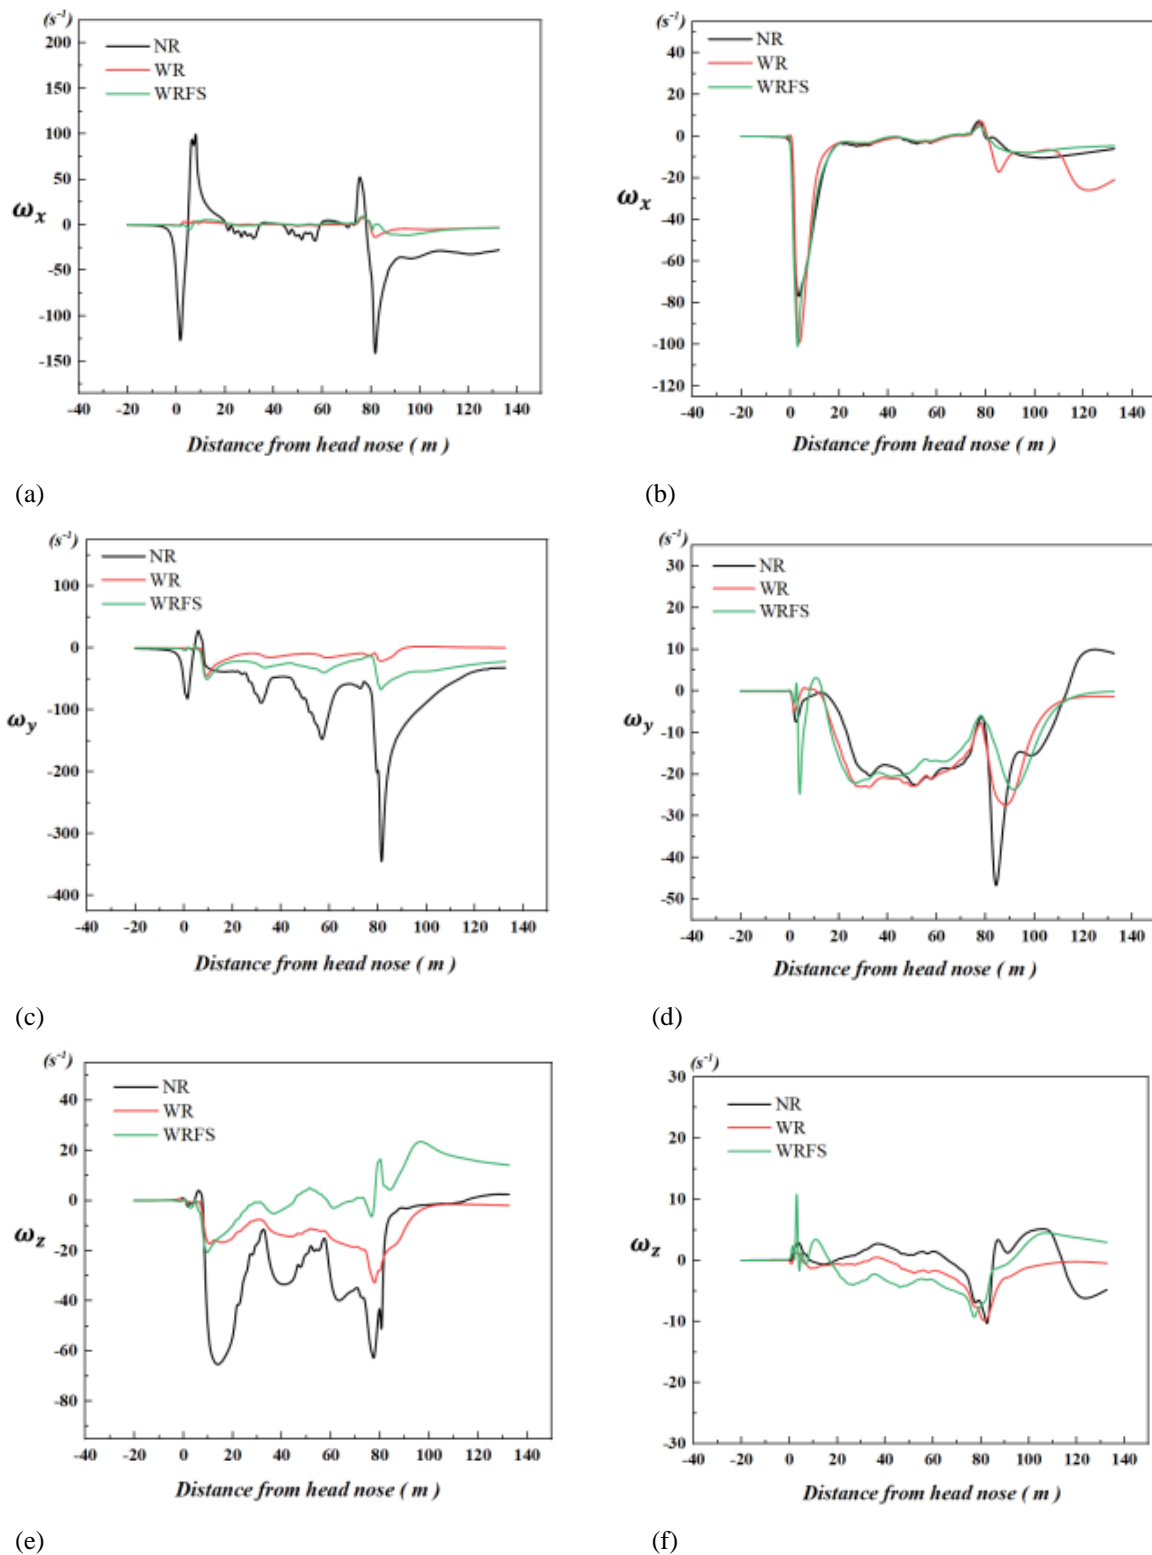 (s⁻¹)
200
150
100
50
0
-50
-100
-150
ωx
NR
WR
WRFS
-40 -20 0 20 40 60 80 100 120 140
Distance from head nose ( m )
(a)
(s⁻¹)
40
20
0
-20
-40
-60
-80
-100
-120
ωx
NR
WR
WRFS
-40 -20 0 20 40 60 80 100 120 140
Distance from head nose ( m )
(b)
(s⁻¹)
100
0
-100
-200
-300
-400
ωy
NR
WR
WRFS
-40 -20 0 20 40 60 80 100 120 140
Distance from head nose ( m )
(c)
(s⁻¹)
30
20
10
0
-10
-20
-30
-40
-50
ωy
NR
WR
WRFS
-40 -20 0 20 40 60 80 100 120 140
Distance from head nose ( m )
(d)
(s⁻¹)
40
20
0
-20
-40
-60
-80
ωz
NR
WR
WRFS
-40 -20 0 20 40 60 80 100 120 140
Distance from head nose ( m )
(e)
(s⁻¹)
30
20
10
0
-10
-20
-30
ωz
NR
WR
WRFS
-20 0 20 40 60 80 100 120 140
Distance from head nose ( m )
(f)